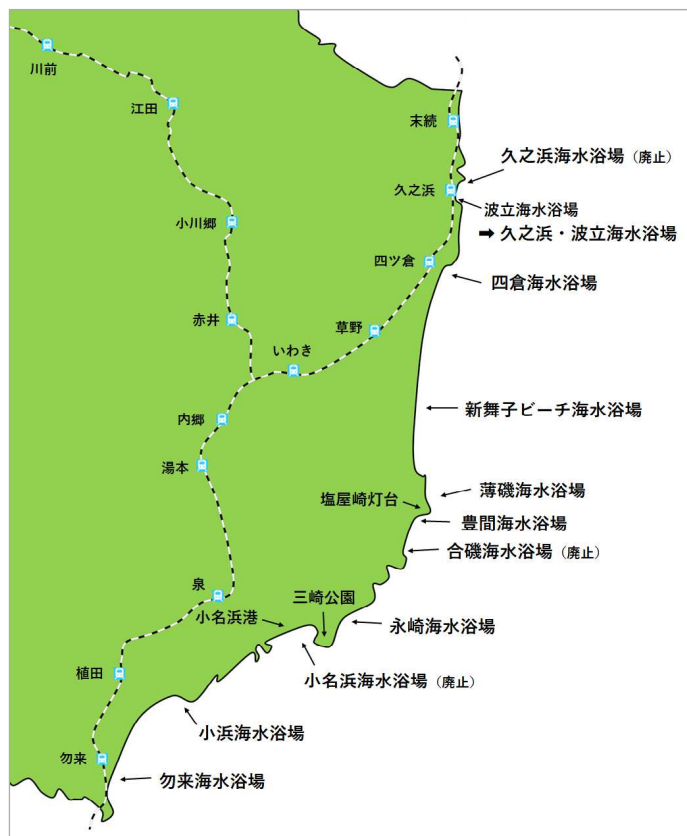 川前
江田
末続
久之浜海水浴場（廃止）
久之浜
波立海水浴場
小川郷
➡ 久之浜・波立海水浴場
四ツ倉
四倉海水浴場
赤井
草野
いわき
新舞子ビーチ海水浴場
内郷
湯本
薄磯海水浴場
塩屋崎灯台
豊間海水浴場
合磯海水浴場（廃止）
泉
三崎公園
小名浜港
永崎海水浴場
植田
小名浜海水浴場（廃止）
小浜海水浴場
勿来
勿来海水浴場